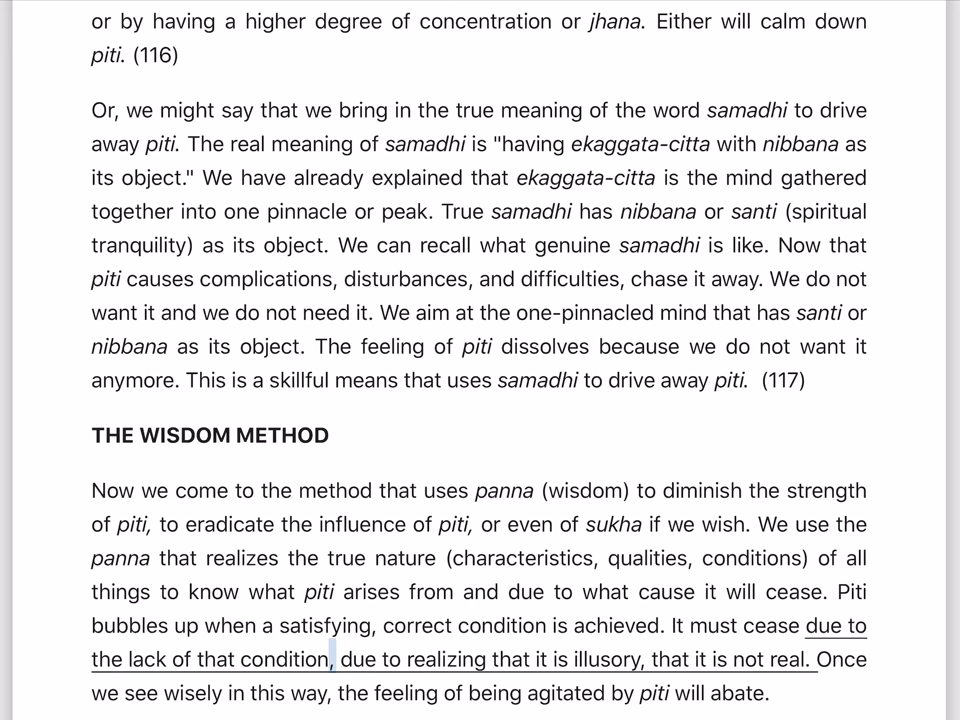 or by having a higher degree of concentration or jhana. Either will calm down
piti. (116)
Or, we might say that we bring in the true meaning of the word samadhi to drive
away piti. The real meaning of samadhi is "having ekaggata-citta with nibbana as
its object." We have already explained that ekaggata-citta is the mind gathered
together into one pinnacle or peak. True samadhi has nibbana or santi (spiritual
tranquility) as its object. We can recall what genuine samadhi is like. Now that
piti causes complications, disturbances, and difficulties, chase it away. We do not
want it and we do not need it. We aim at the one-pinnacled mind that has santi or
nibbana as its object. The feeling of piti dissolves because we do not want it
anymore. This is a skillful means that uses samadhi to drive away piti. (117)
THE WISDOM METHOD
Now we come to the method that uses panna (wisdom) to diminish the strength
of piti, to eradicate the influence of piti, or even of sukha if we wish. We use the
panna that realizes the true nature (characteristics, qualities, conditions) of all
things to know what piti arises from and due to what cause it will cease. Piti
bubbles up when a satisfying, correct condition is achieved. It must cease due to
the lack of that condition, due to realizing that it is illusory, that it is not real. Once
we see wisely in this way, the feeling of being agitated by piti will abate.